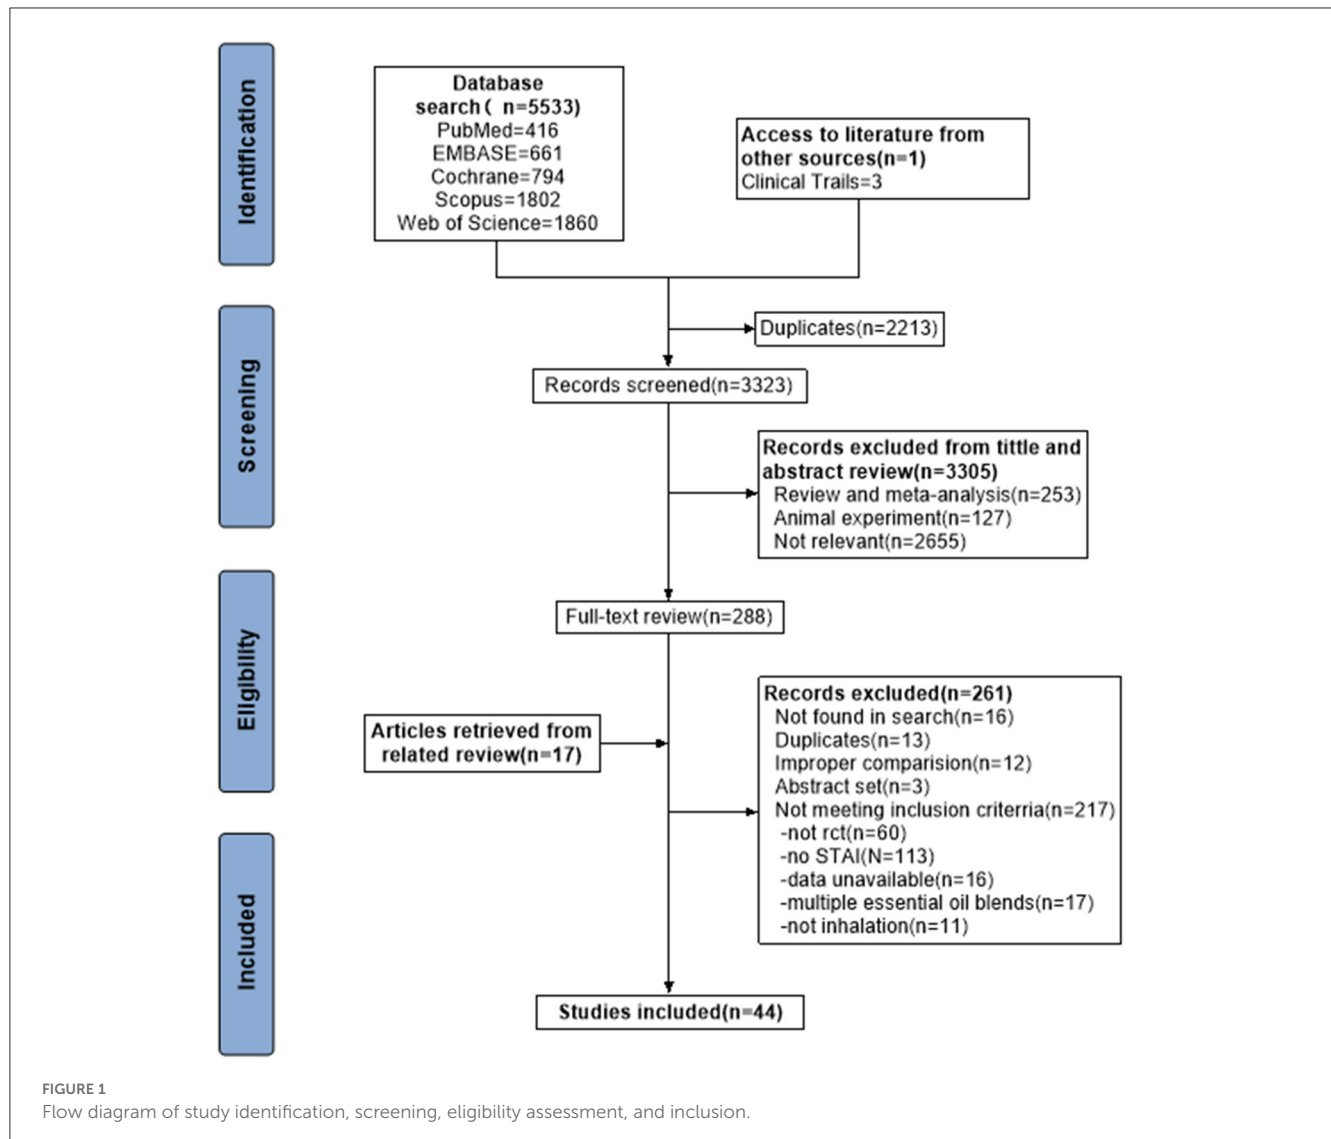 Identification
Database
search( n=5533)
PubMed=416
EMBASE=661
Cochrane=794
Scopus=1802
Web of Science=1860
Access to literature from
other sources(n=1)
Clinical Trails=3
Duplicates(n=2213)
Screening
Records screened(n=3323)
Records excluded from tittle and
abstract review(n=3305)
Review and meta-analysis(n=253)
Animal experiment(n=127)
Not relevant(n=2655)
Eligibility
Full-text review(n=288)
Articles retrieved from
related review(n=17)
Records excluded(n=261)
Not found in search(n=16)
Duplicates(n=13)
Improper comparision(n=12)
Abstract set(n=3)
Not meeting inclusion criterria(n=217)
-not rct(n=60)
-no STAI(N=113)
-data unavailable(n=16)
-multiple essential oil blends(n=17)
-not inhalation(n=11)
Included
Studies included(n=44)
FIGURE 1
Flow diagram of study identification, screening, eligibility assessment, and inclusion.